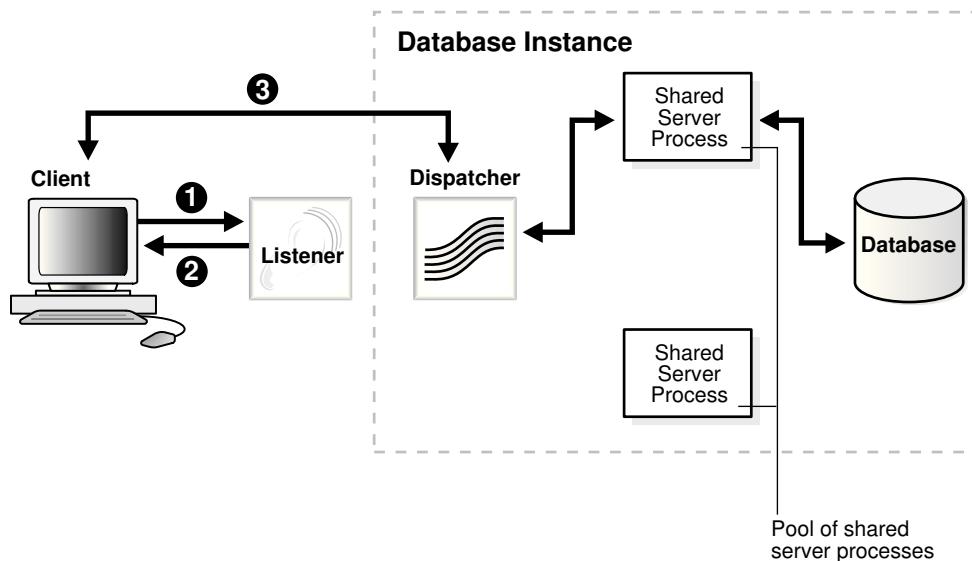 Database Instance
3
Shared
Server
Process
Client
Dispatcher
1
Listener
2
Database
Shared
Server
Process
Pool of shared
server processes